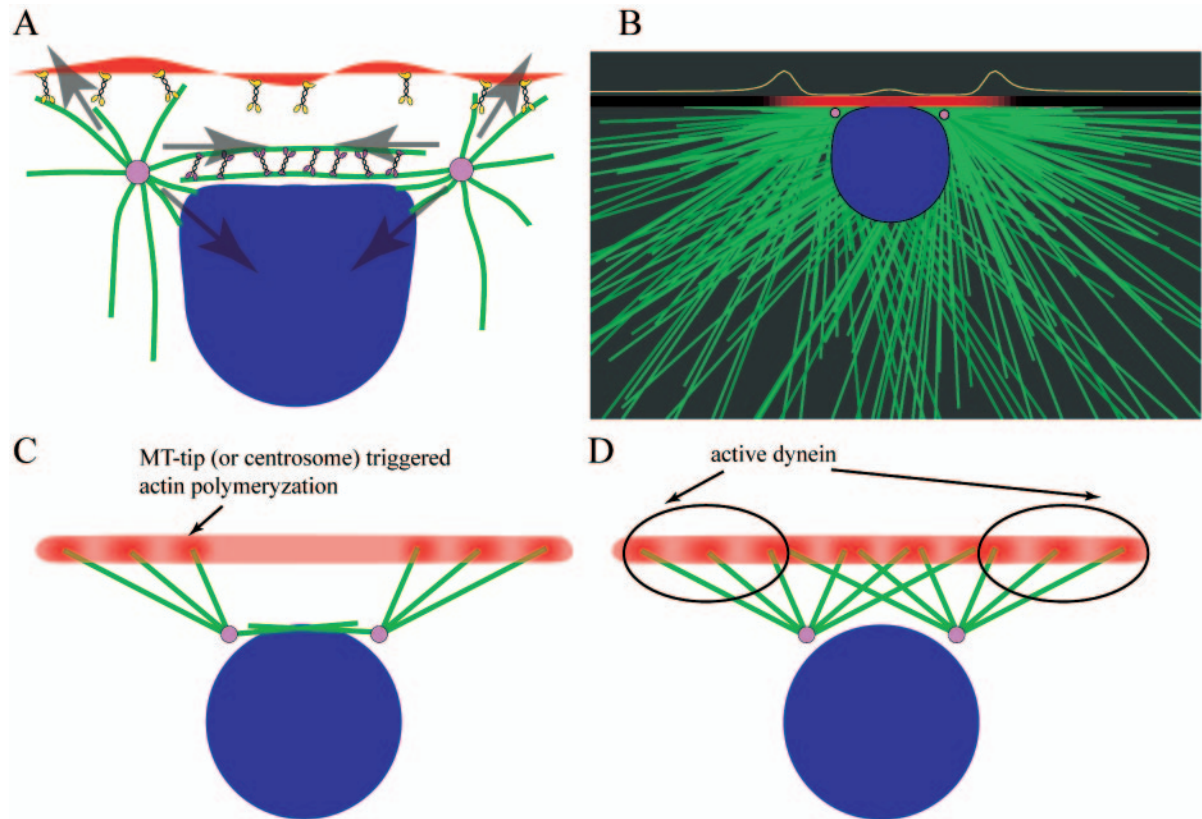 A
B
C
MT-tip (or centrosome) triggered
actin polymeryzation
D
active dynein